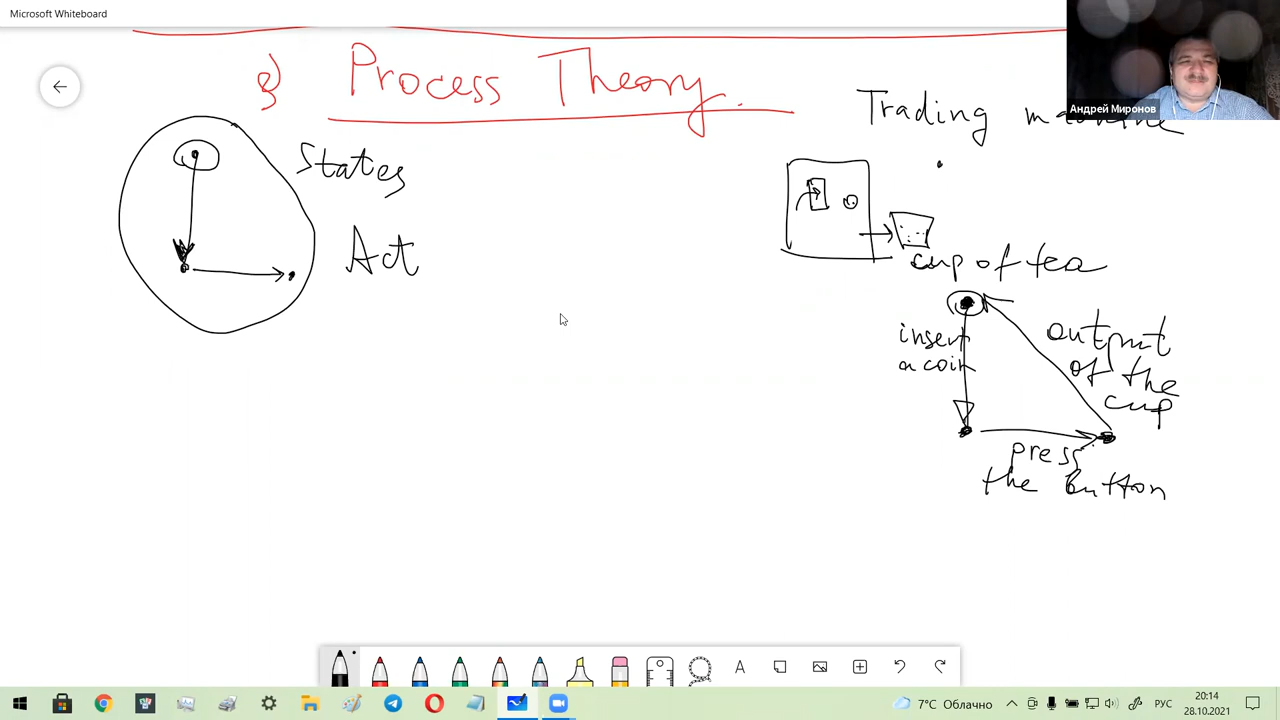 Microsoft Whiteboard
Process Theory.
Андрей Миронов
Trading machine
States
Act
cup of tea
insert
a coin
output
of the
cup
press
the button
A
7°C Облачно
РУС
20:14
28.10.2021